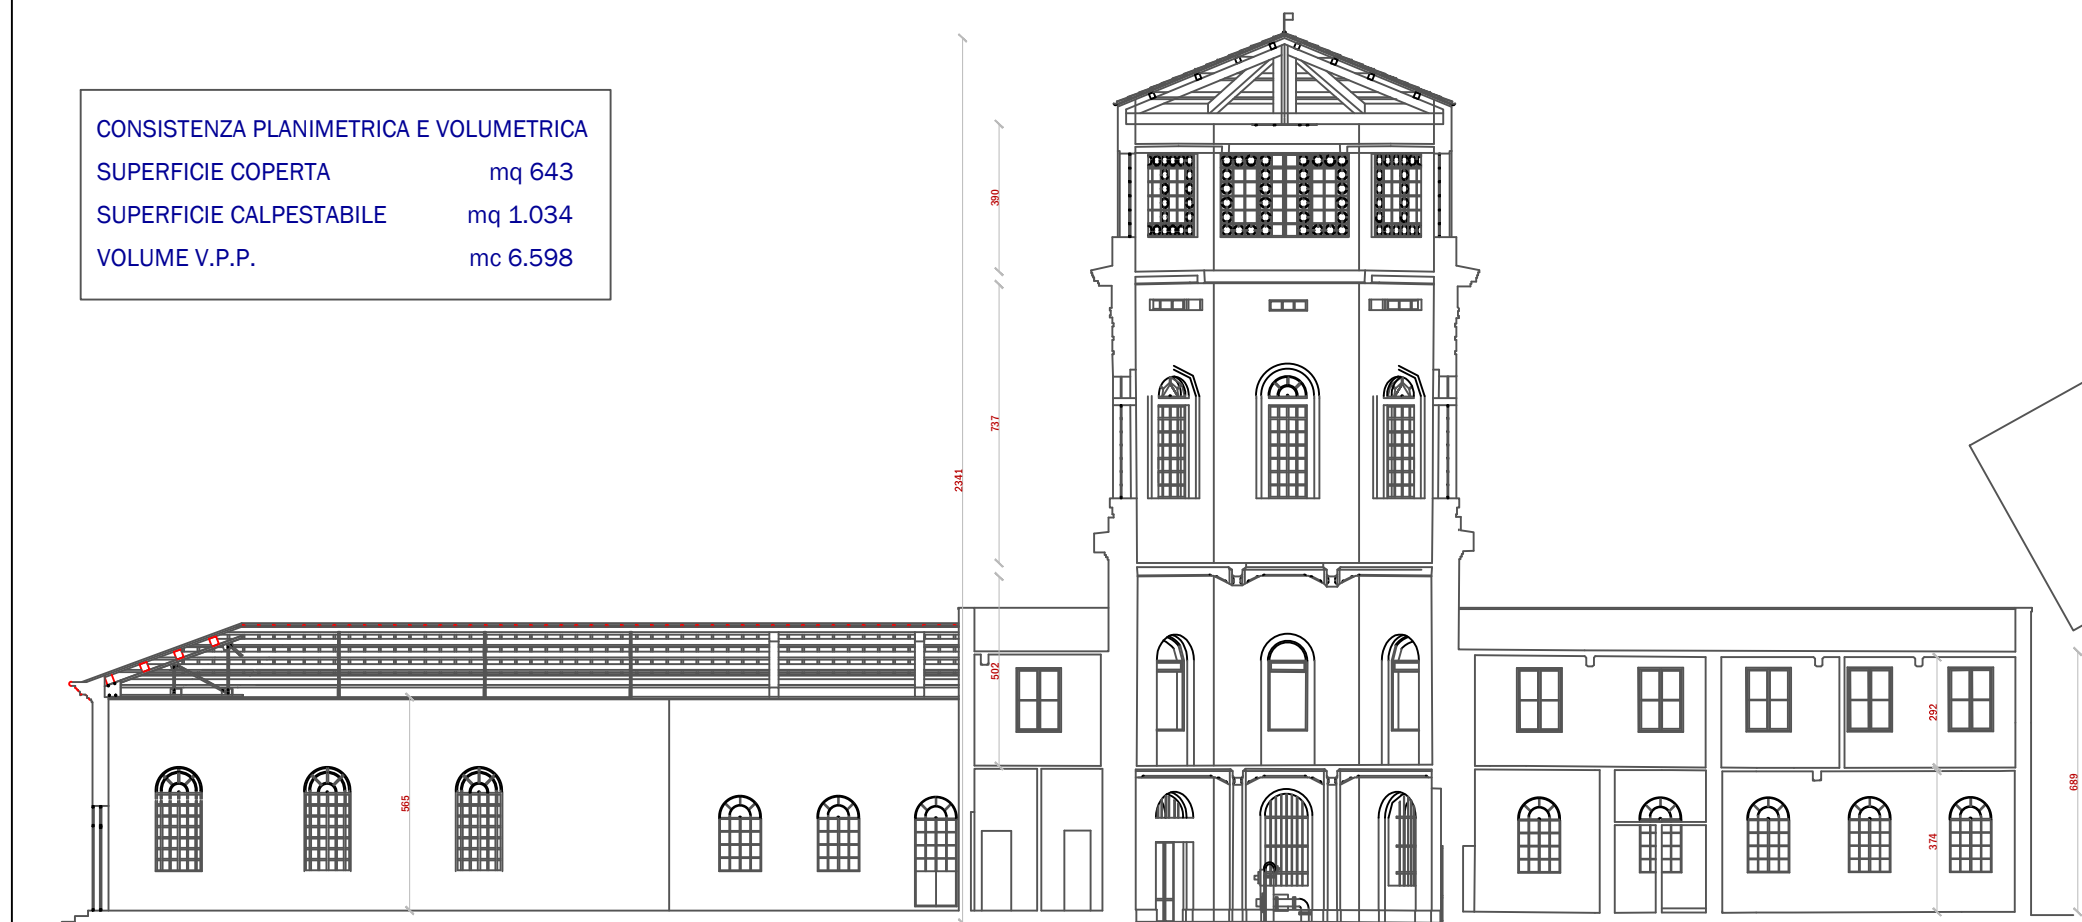 CONSISTENZA PLANIMETRICA E VOLUMETRICA
SUPERFICIE COPERTA mq 643
SUPERFICIE CALPESTABILE mq 1.034
VOLUME V.P.P. mc 6.598
390
737
2341
502
565
292
374
689